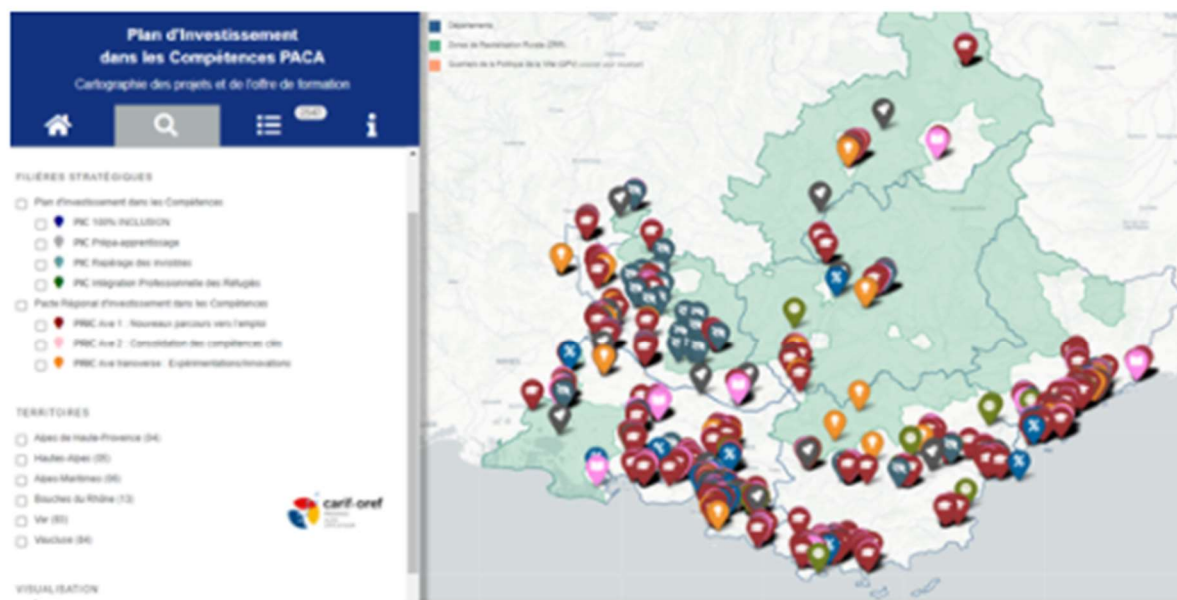 Plan d'Investissement
dans les Compétences PACA
Cartographie des projets et de l'offre de formation
FILIÈRES STRATÉGIQUES
Plan d'Investissement dans les Compétences
PIC 100% INCLUSION
PIC Prépa-apprentissage
PIC Repérage des invisibles
PIC Intégration Professionnelle des Réfugiés
Pacte Régional d'Investissement dans les Compétences
PRIC Axe 1 : Nouveaux parcours vers l'emploi
PRIC Axe 2 : Consolidation des compétences clés
PRIC Axe transverse : Expérimentations/Innovations
TERRITOIRES
Alpes de Haute-Provence (04)
Hautes-Alpes (05)
Alpes-Maritimes (06)
Bouches du Rhône (13)
Var (83)
Vaucluse (84)
carif-oref
VISUALISATION
Départements
Zones de Revitalisation Rurale (ZRR)
Quartiers de la Politique de la Ville (QPV)